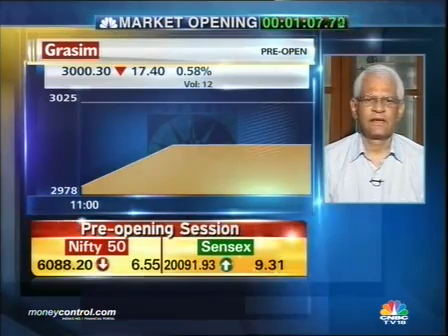 MARKET OPENING 00:01:07.72
Grasim PRE-OPEN
3000.30 17.40 0.58%
Vol: 12
3025
2978
11:00
Pre-opening Session
Nifty 50 Sensex
6088.20 6.55 20091.93 9.31
moneycontrol.com
CNBC
TV18